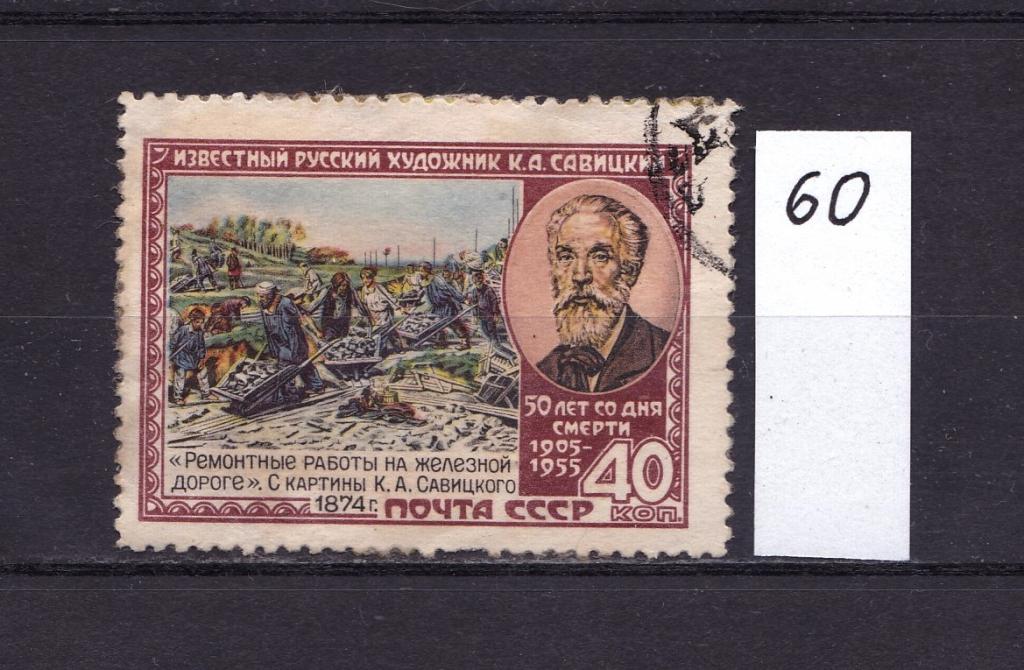 ИЗВЕСТНЫЙ РУССКИЙ ХУДОЖНИК К.А. САВИЦКИЙ
50 ЛЕТ СО ДНЯ
СМЕРТИ
1905-
1955
40
КОП.
«РЕМОНТНЫЕ РАБОТЫ НА ЖЕЛЕЗНОЙ
ДОРОГЕ». С КАРТИНЫ К. А. САВИЦКОГО
1874 г.
ПОЧТА СССР
60